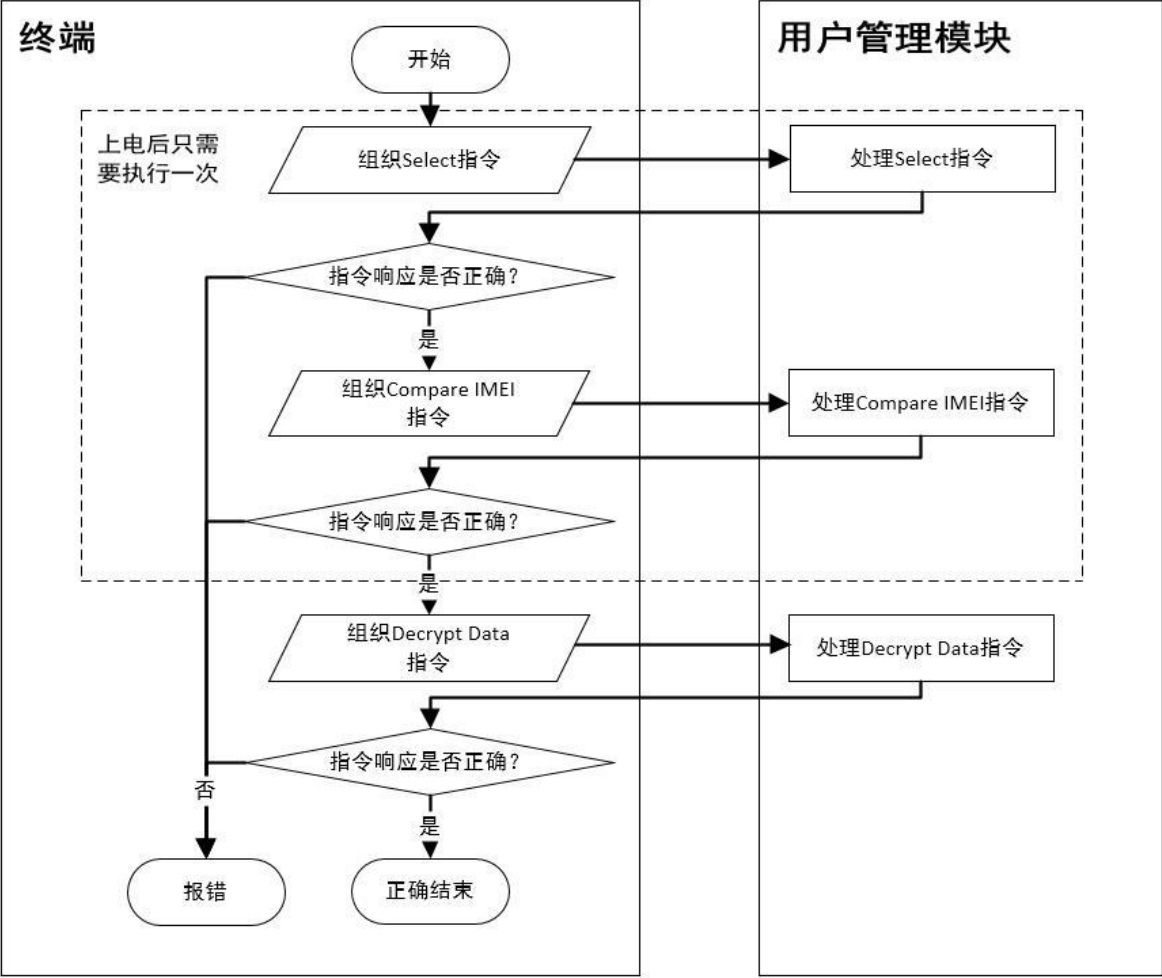 终端
用户管理模块
开始
上电后只需
要执行一次
组织Select指令
处理Select指令
指令响应是否正确?
是
组织Compare IMEI
指令
处理Compare IMEI指令
指令响应是否正确?
是
组织Decrypt Data
指令
处理Decrypt Data指令
指令响应是否正确?
否
是
报错
正确结束